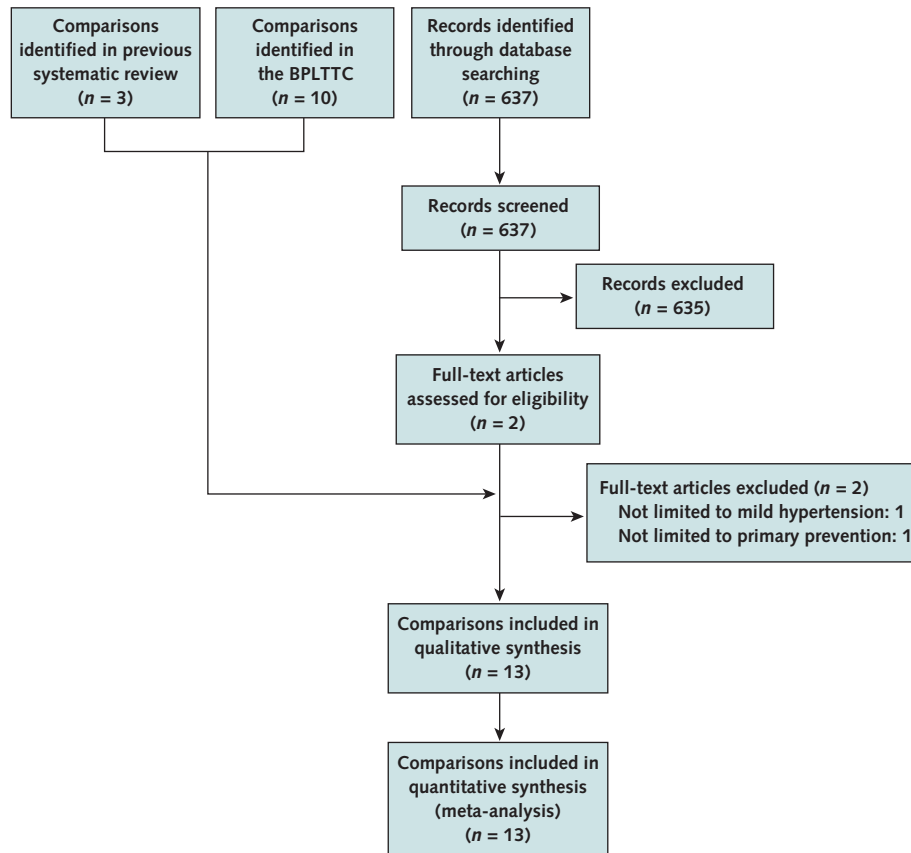 Comparisons
identified in previous
systematic review
(n = 3)
Comparisons
identified in
the BPLTTC
(n = 10)
Records identified
through database
searching
(n = 637)
Records screened
(n = 637)
Records excluded
(n = 635)
Full-text articles
assessed for eligibility
(n = 2)
Full-text articles excluded (n = 2)
Not limited to mild hypertension: 1
Not limited to primary prevention: 1
Comparisons included in
qualitative synthesis
(n = 13)
Comparisons included in
quantitative synthesis
(meta-analysis)
(n = 13)